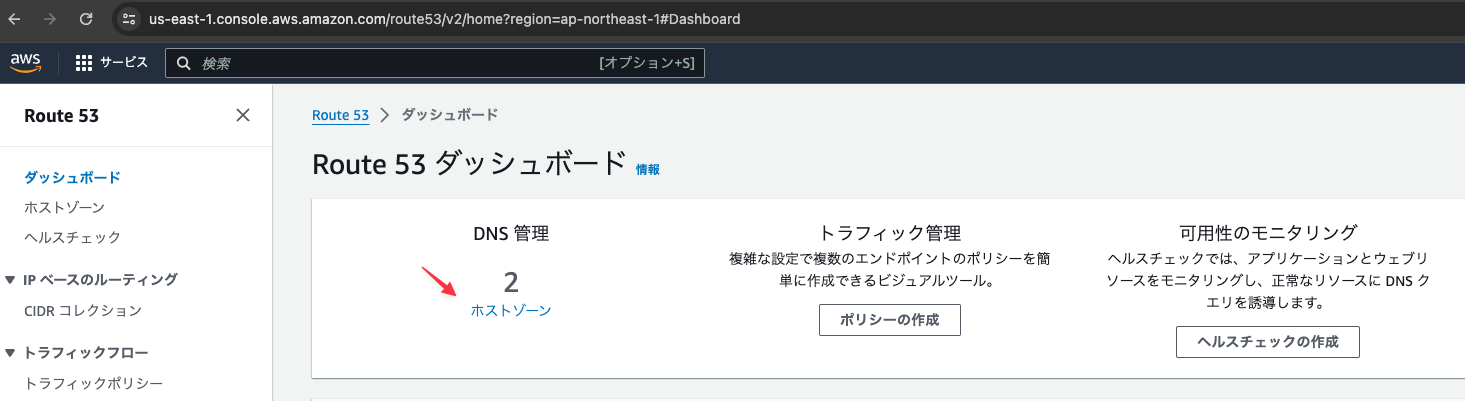 us-east-1.console.aws.amazon.com/route53/v2/home?region=ap-northeast-1#Dashboard
aws
サービス
検索
[オプション+S]
Route 53
ダッシュボード
ホストゾーン
ヘルスチェック
IP ベースのルーティング
CIDR コレクション
トラフィックフロー
トラフィックポリシー
Route 53
ダッシュボード
Route 53 ダッシュボード 情報
DNS 管理
2
ホストゾーン
トラフィック管理
複雑な設定で複数のエンドポイントのポリシーを簡
単に作成できるビジュアルツール。
ポリシーの作成
可用性のモニタリング
ヘルスチェックでは、アプリケーションとウェブリ
ソースをモニタリングし、正常なリソースに DNS ク
エリを誘導します。
ヘルスチェックの作成